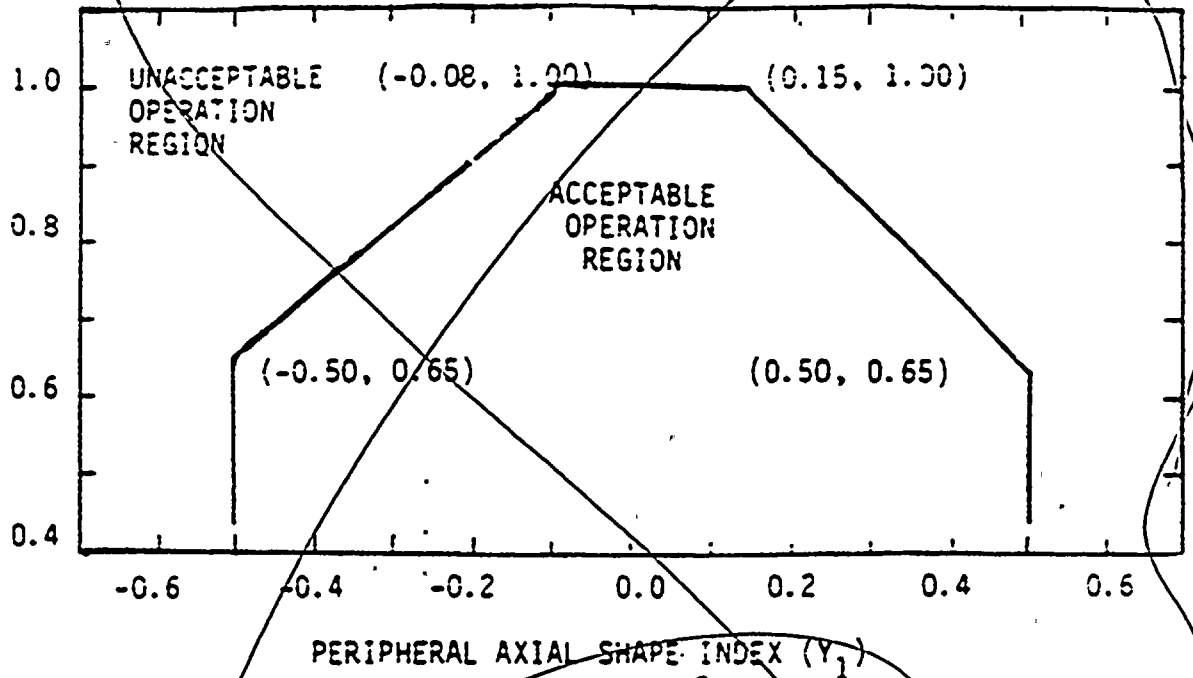 1.0
UNACCEPTABLE
OPERATION
REGION
(-0.08, 1.00)
(0.15, 1.00)
ACCEPTABLE
OPERATION
REGION
0.8
(-0.50, 0.65)
(0.50, 0.65)
0.6
0.4
-0.6 -0.4 -0.2 0.0 0.2 0.4 0.6
PERIPHERAL AXIAL SHAPE INDEX (Y1)